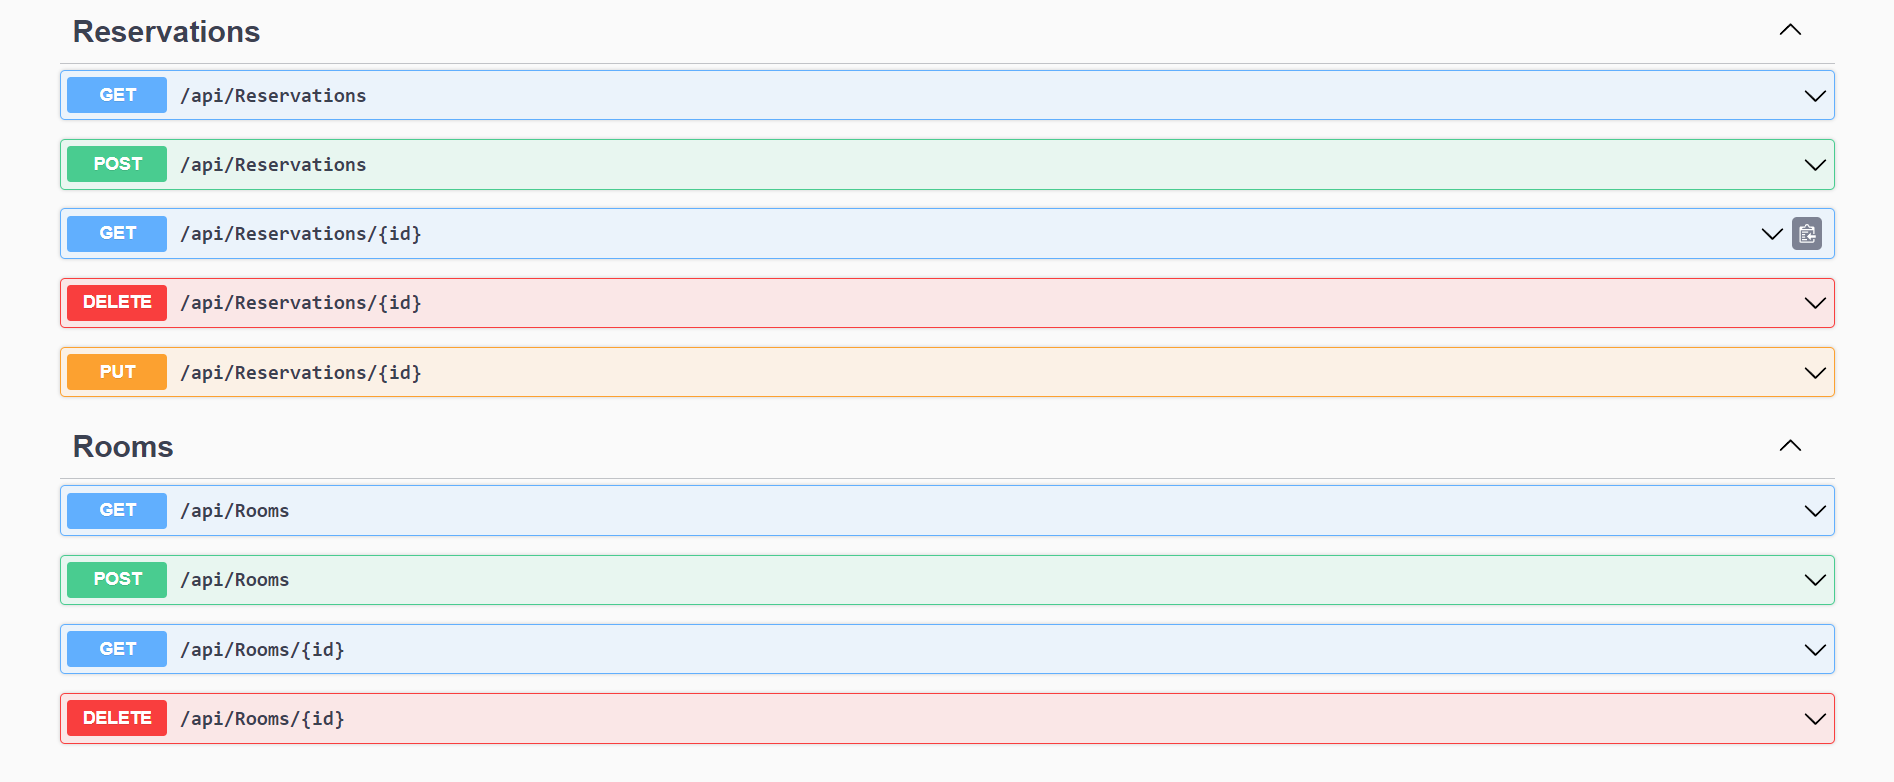 Reservations
GET /api/Reservations
POST /api/Reservations
GET /api/Reservations/{id}
DELETE /api/Reservations/{id}
PUT /api/Reservations/{id}
Rooms
GET /api/Rooms
POST /api/Rooms
GET /api/Rooms/{id}
DELETE /api/Rooms/{id}